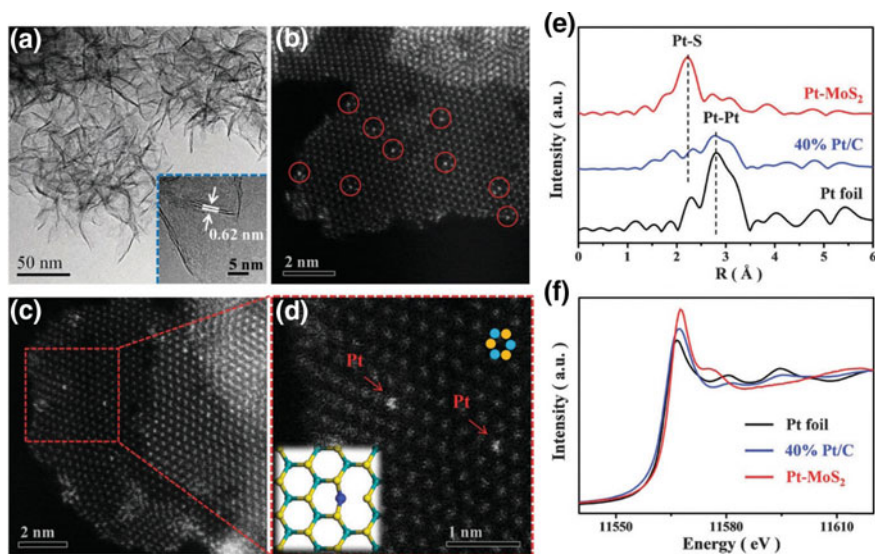 (a)
50 nm
0.62 nm
5 nm
(b)
2 nm
(c)
2 nm
(d)
Pt
Pt
1 nm
(e)
Pt-S
Pt-MoS₂
Pt-Pt
40% Pt/C
Pt foil
Intensity ( a.u. )
0 1 2 3 4 5 6
R ( Å )
(f)
Intensity ( a.u. )
Pt foil
40% Pt/C
Pt-MoS₂
11550 11580 11610
Energy ( eV )